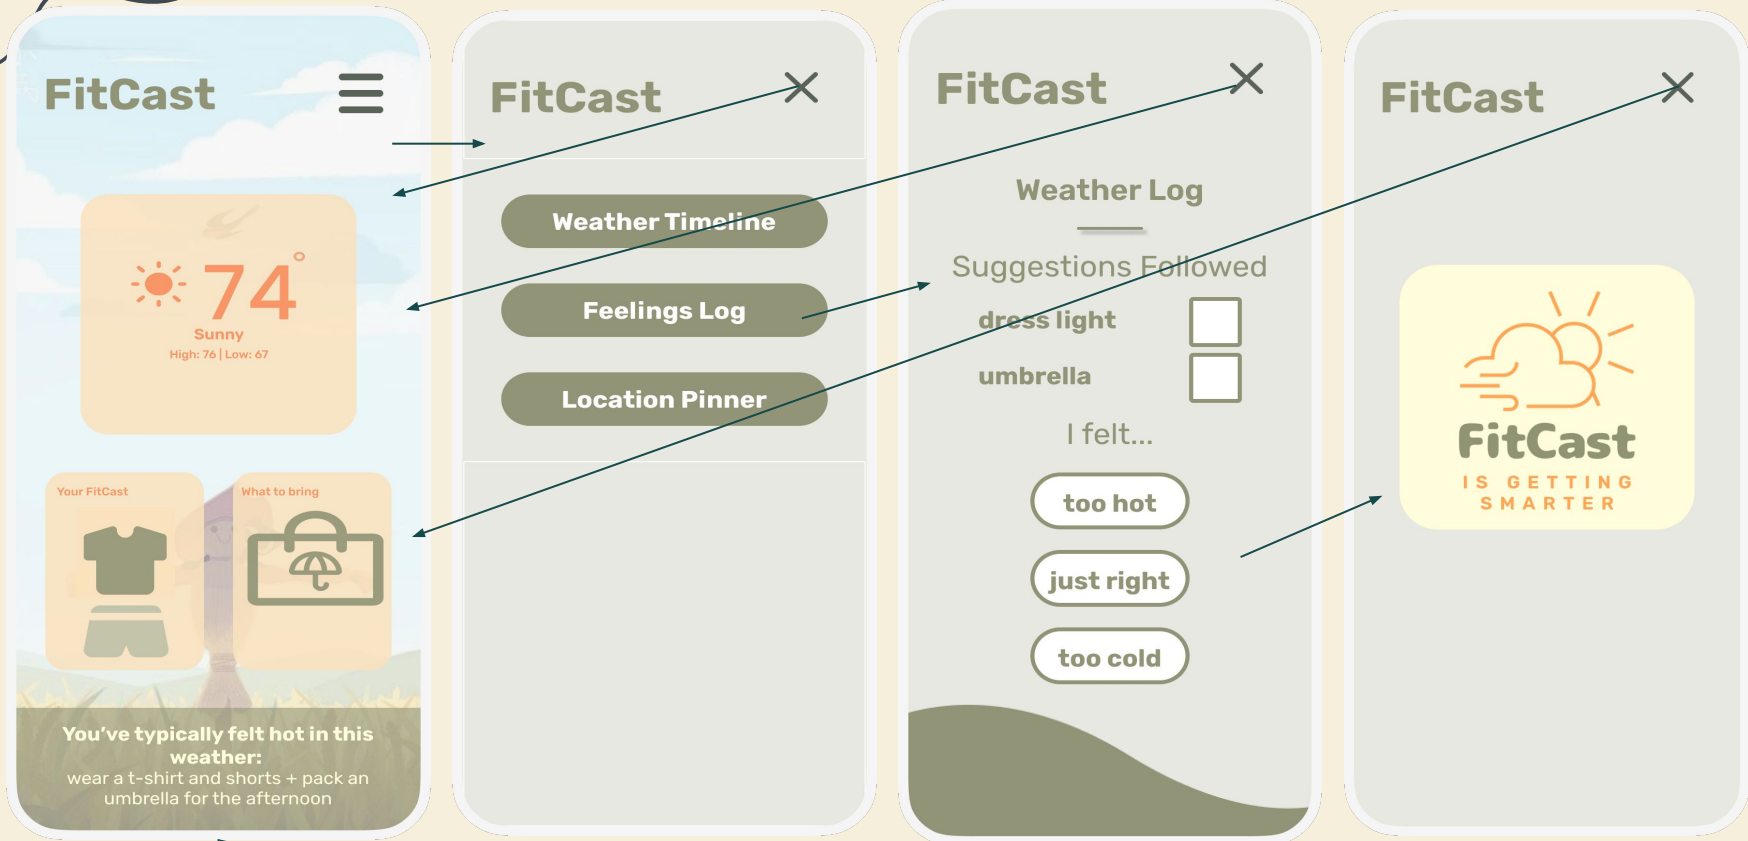 FitCast
74°
Sunny
High: 76 | Low: 67
Your FitCast
What to bring
You've typically felt hot in this
weather:
wear a t-shirt and shorts + pack an
umbrella for the afternoon
FitCast
Weather Timeline
Feelings Log
Location Pinner
FitCast
Weather Log
Suggestions Followed
dress light
umbrella
I felt...
too hot
just right
too cold
FitCast
FitCast
IS GETTING
SMARTER